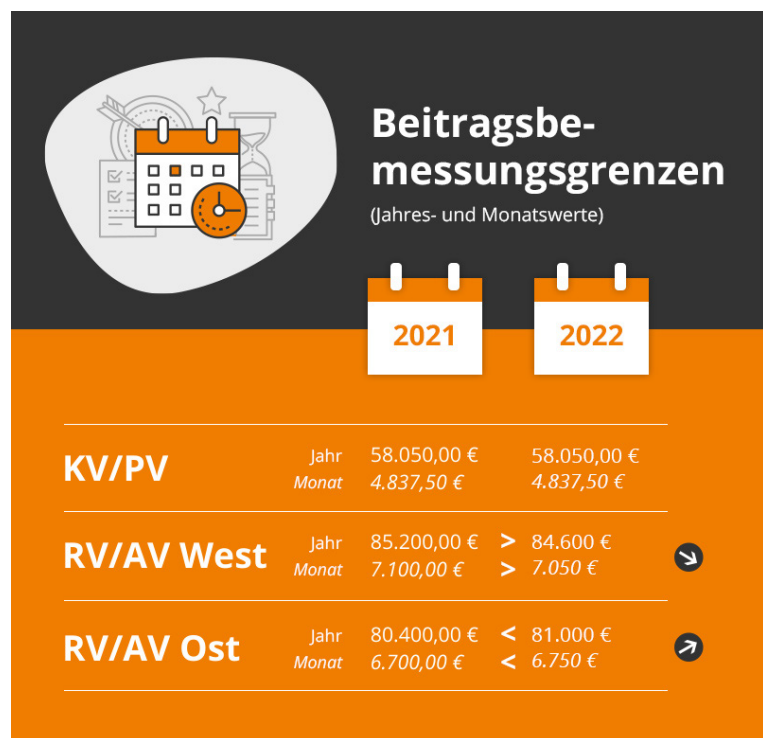 Beitragsbe-
messungsgrenzen
(Jahres- und Monatswerte)
2021 2022
KV/PV
Jahr 58.050,00 € 58.050,00 €
Monat 4.837,50 € 4.837,50 €
RV/AV West
Jahr 85.200,00 € > 84.600 €
Monat 7.100,00 € > 7.050 €
RV/AV Ost
Jahr 80.400,00 € < 81.000 €
Monat 6.700,00 € < 6.750 €